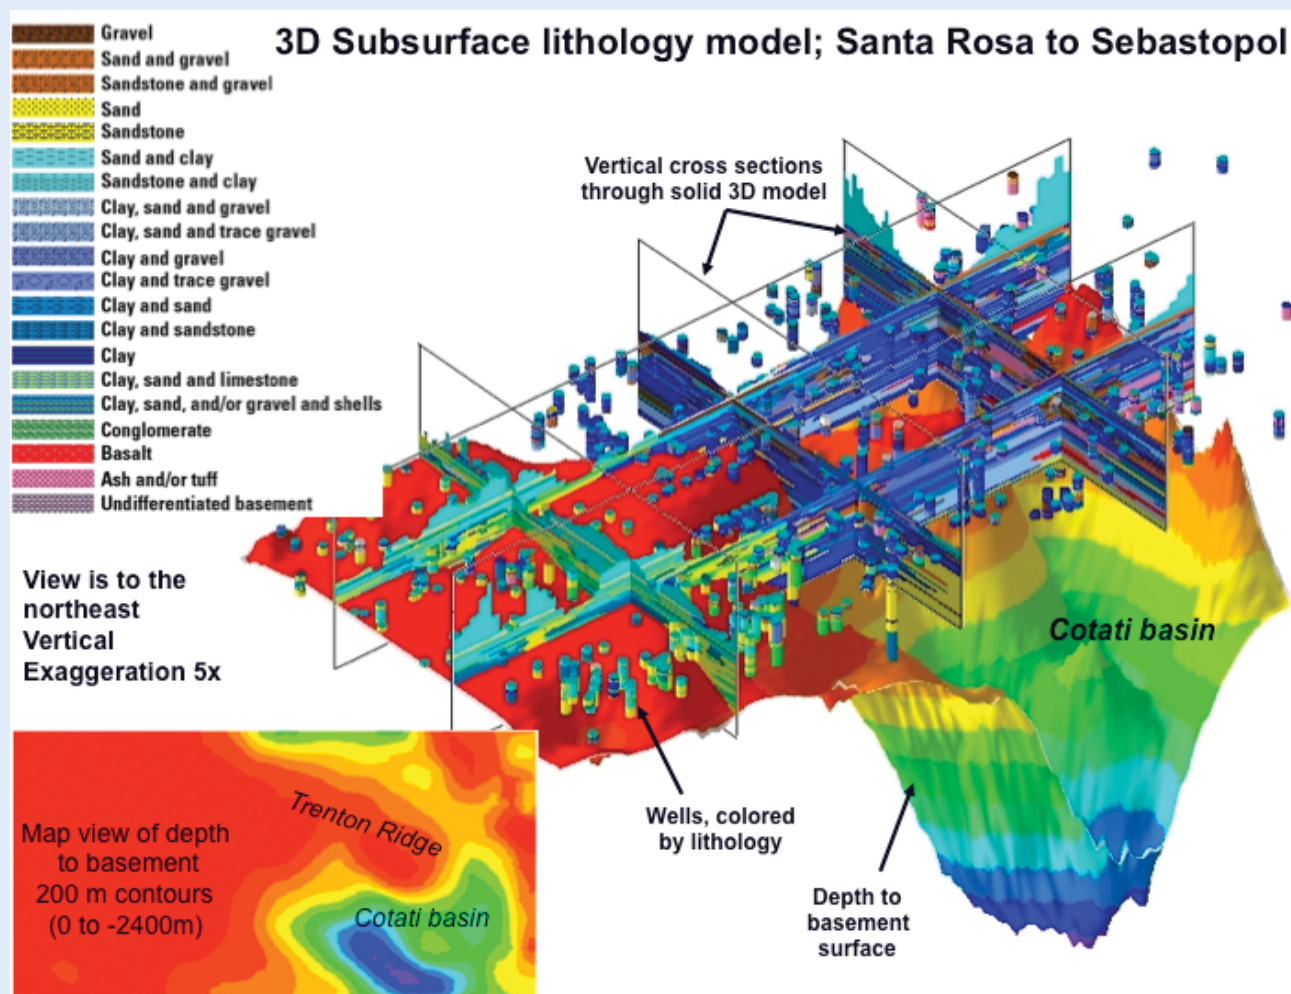 3D Subsurface lithology model; Santa Rosa to Sebastopol
Gravel
Sand and gravel
Sandstone and gravel
Sand
Sandstone
Sand and clay
Sandstone and clay
Clay, sand and gravel
Clay, sand and trace gravel
Clay and gravel
Clay and trace gravel
Clay and sand
Clay and sandstone
Clay
Clay, sand and limestone
Clay, sand, and/or gravel and shells
Conglomerate
Basalt
Ash and/or tuff
Undifferentiated basement
Vertical cross sections
through solid 3D model
View is to the
northeast
Vertical
Exaggeration 5x
Cotati basin
Wells, colored
by lithology
Depth to
basement
surface
Trenton Ridge
Map view of depth
to basement
200 m contours
(0 to -2400m)
Cotati basin